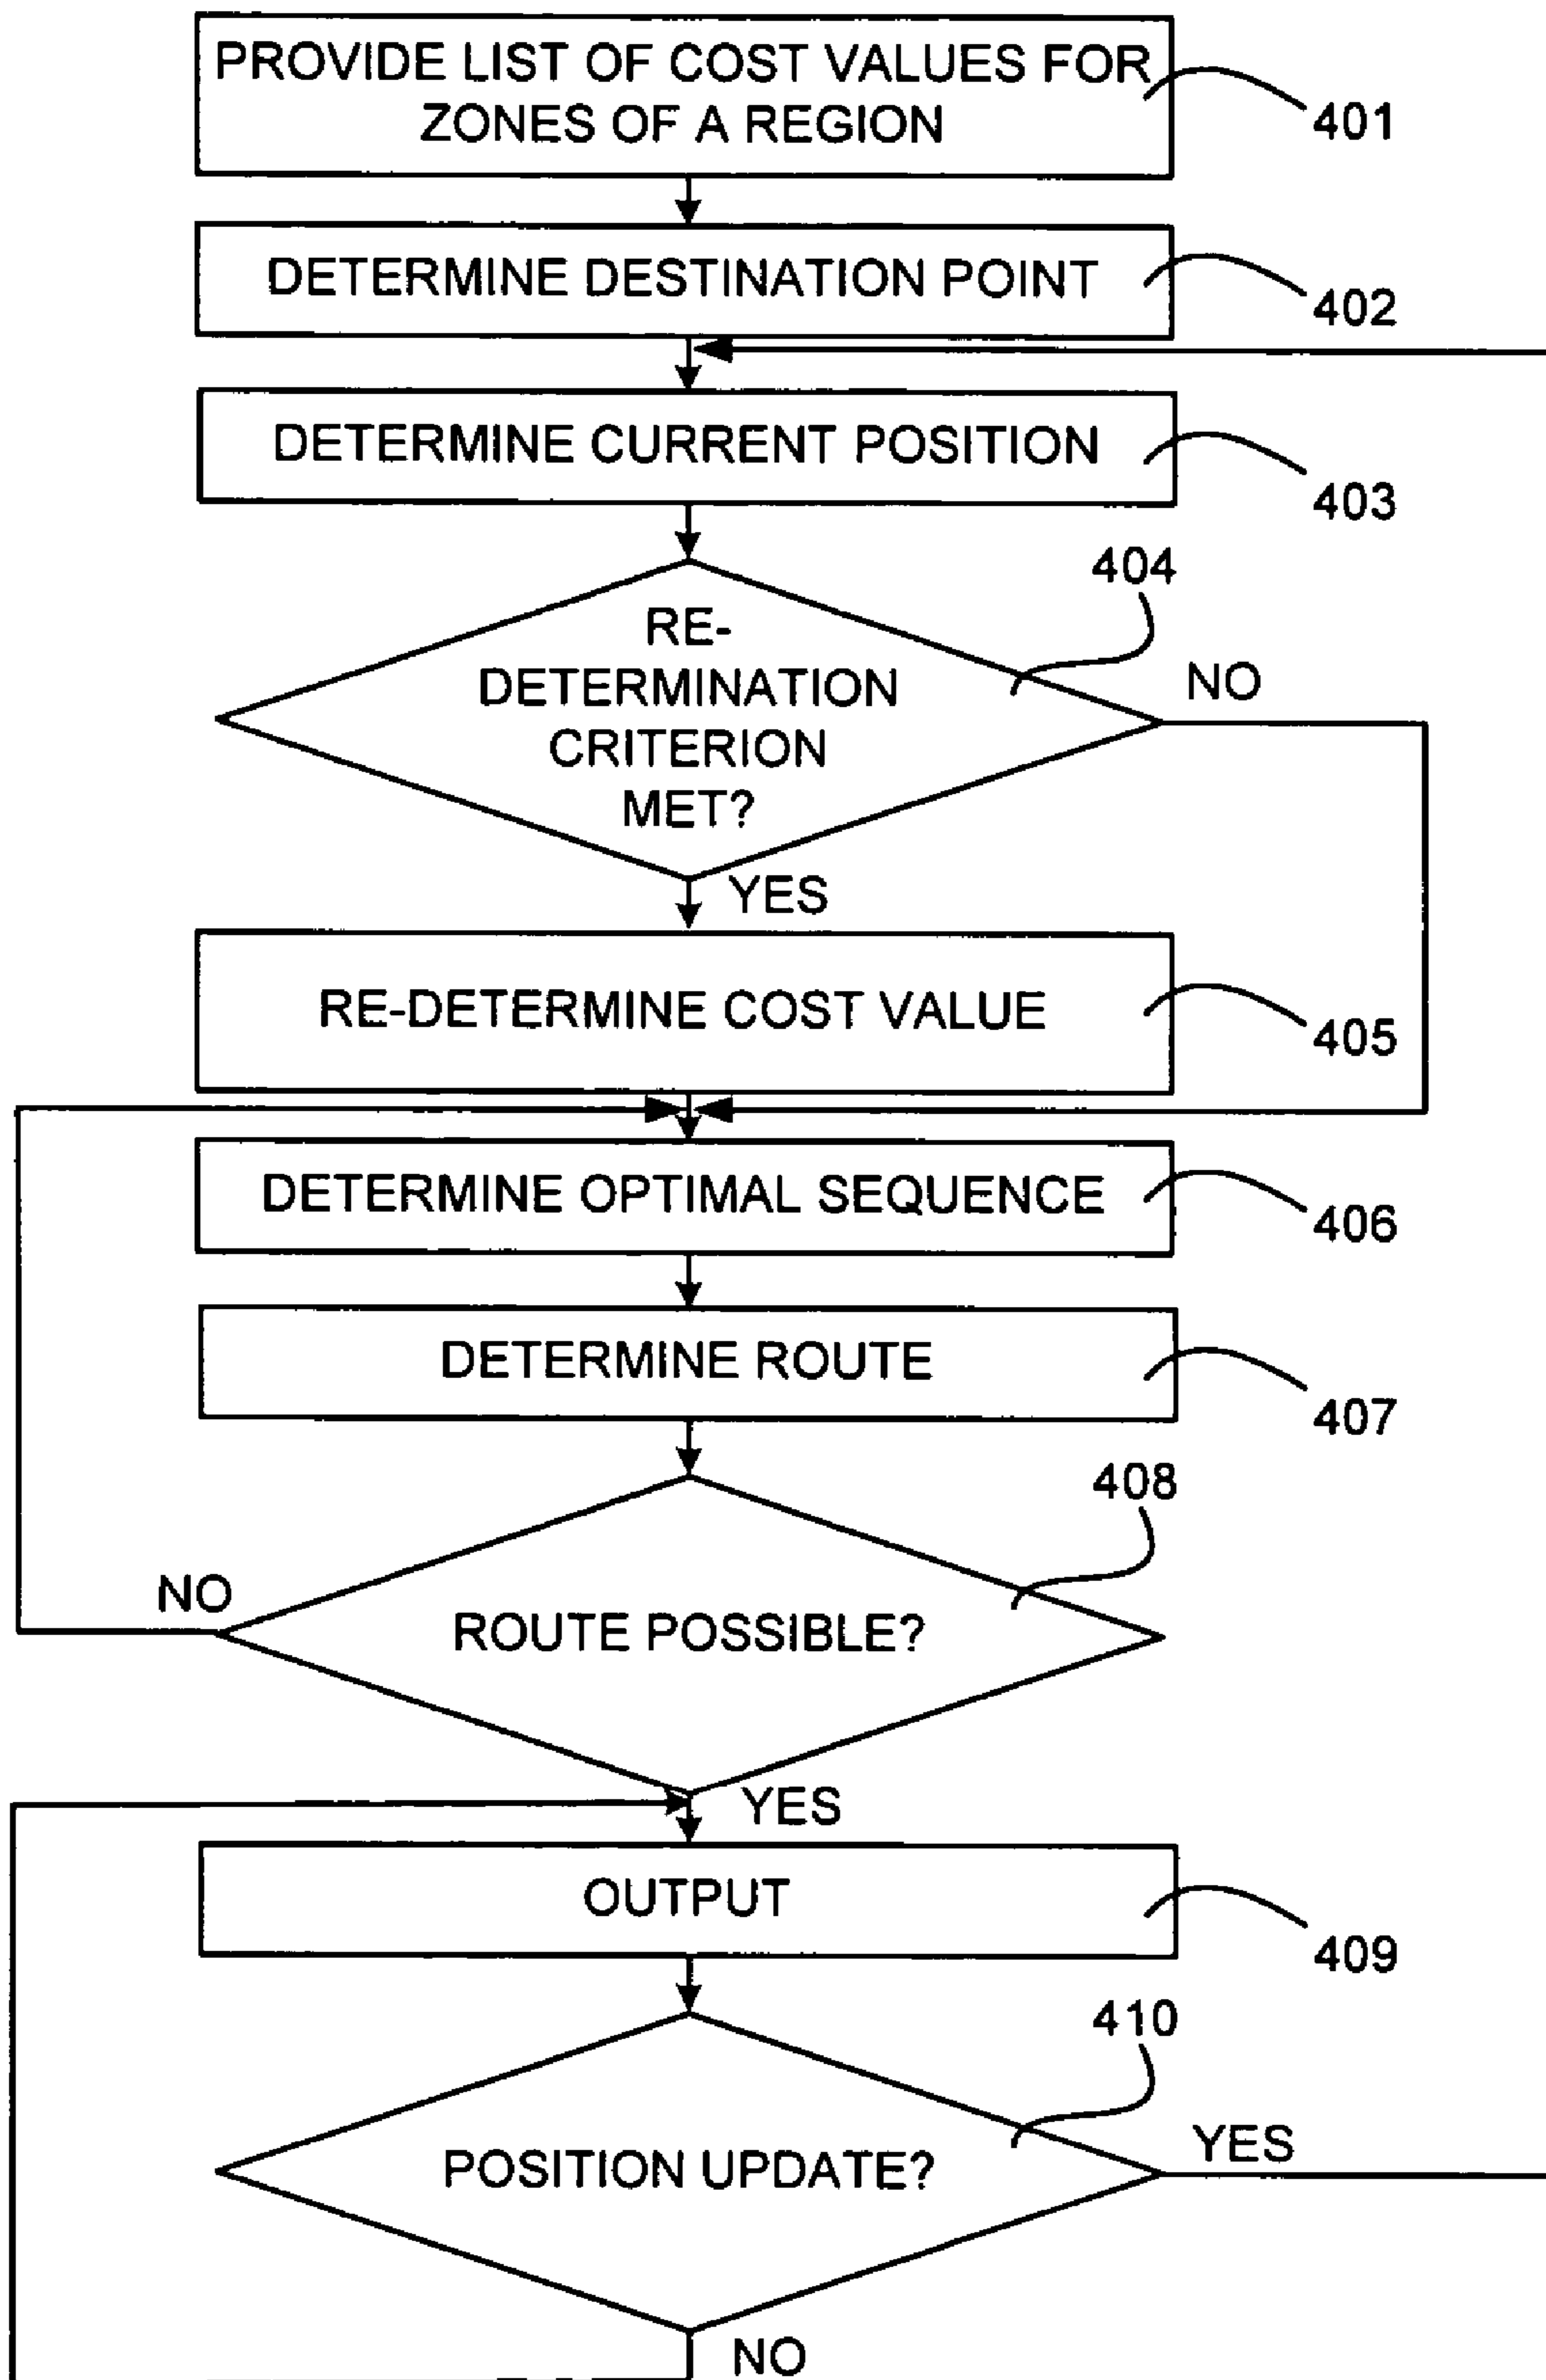 PROVIDE LIST OF COST VALUES FOR
ZONES OF A REGION
401
DETERMINE DESTINATION POINT
402
DETERMINE CURRENT POSITION
403
404
RE-
DETERMINATION
CRITERION
MET?
NO
YES
RE-DETERMINE COST VALUE
405
DETERMINE OPTIMAL SEQUENCE
406
DETERMINE ROUTE
407
408
NO
ROUTE POSSIBLE?
YES
OUTPUT
409
410
POSITION UPDATE?
YES
NO